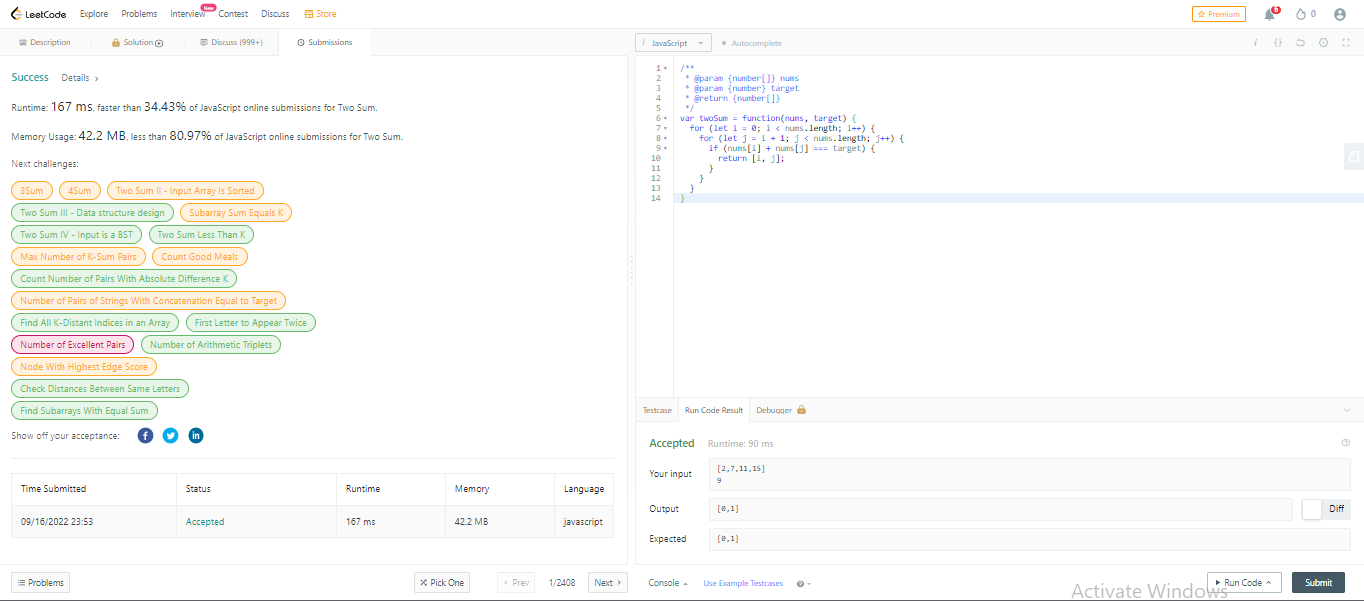 LeetCode Explore Problems Interview New Contest Discuss Store Premium 6 0
Description Solution Discuss (999+) Submissions
i JavaScript Autocomplete i {}
Success Details >
Runtime: 167 ms, faster than 34.43% of JavaScript online submissions for Two Sum.
Memory Usage: 42.2 MB, less than 80.97% of JavaScript online submissions for Two Sum.
Next challenges:
3Sum 4Sum Two Sum II - Input Array Is Sorted
Two Sum III - Data structure design Subarray Sum Equals K
Two Sum IV - Input is a BST Two Sum Less Than K
Max Number of K-Sum Pairs Count Good Meals
Count Number of Pairs With Absolute Difference K
Number of Pairs of Strings With Concatenation Equal to Target
Find All K-Distant Indices in an Array First Letter to Appear Twice
Number of Excellent Pairs Number of Arithmetic Triplets
Node With Highest Edge Score
Check Distances Between Same Letters
Find Subarrays With Equal Sum
Show off your acceptance: f in
Time Submitted Status Runtime Memory Language
09/16/2022 23:53 Accepted 167 ms 42.2 MB javascript
Problems Pick One < Prev 1/2408 Next >
1 /**
2 * @param {number[]} nums
3 * @param {number} target
4 * @return {number[]}
5 */
6 var twoSum = function(nums, target) {
7 for (let i = 0; i < nums.length; i++) {
8 for (let j = i + 1; j < nums.length; j++) {
9 if (nums[i] + nums[j] === target) {
10 return [i, j];
11 }
12 }
13 }
14 }
Testcase Run Code Result Debugger
Accepted Runtime: 90 ms
Your input [2,7,11,15]
9
Output [0,1] Diff
Expected [0,1]
Console Use Example Testcases Run Code Submit
Activate Windows